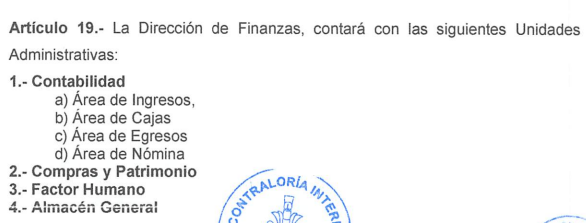 Artículo 19.- La Dirección de Finanzas, contará con las siguientes Unidades
Administrativas:
1.- Contabilidad
a) Área de Ingresos,
b) Área de Cajas
c) Área de Egresos
d) Área de Nómina
2.- Compras y Patrimonio
3.- Factor Humano
4.- Almacén General
CONTRALORÍA